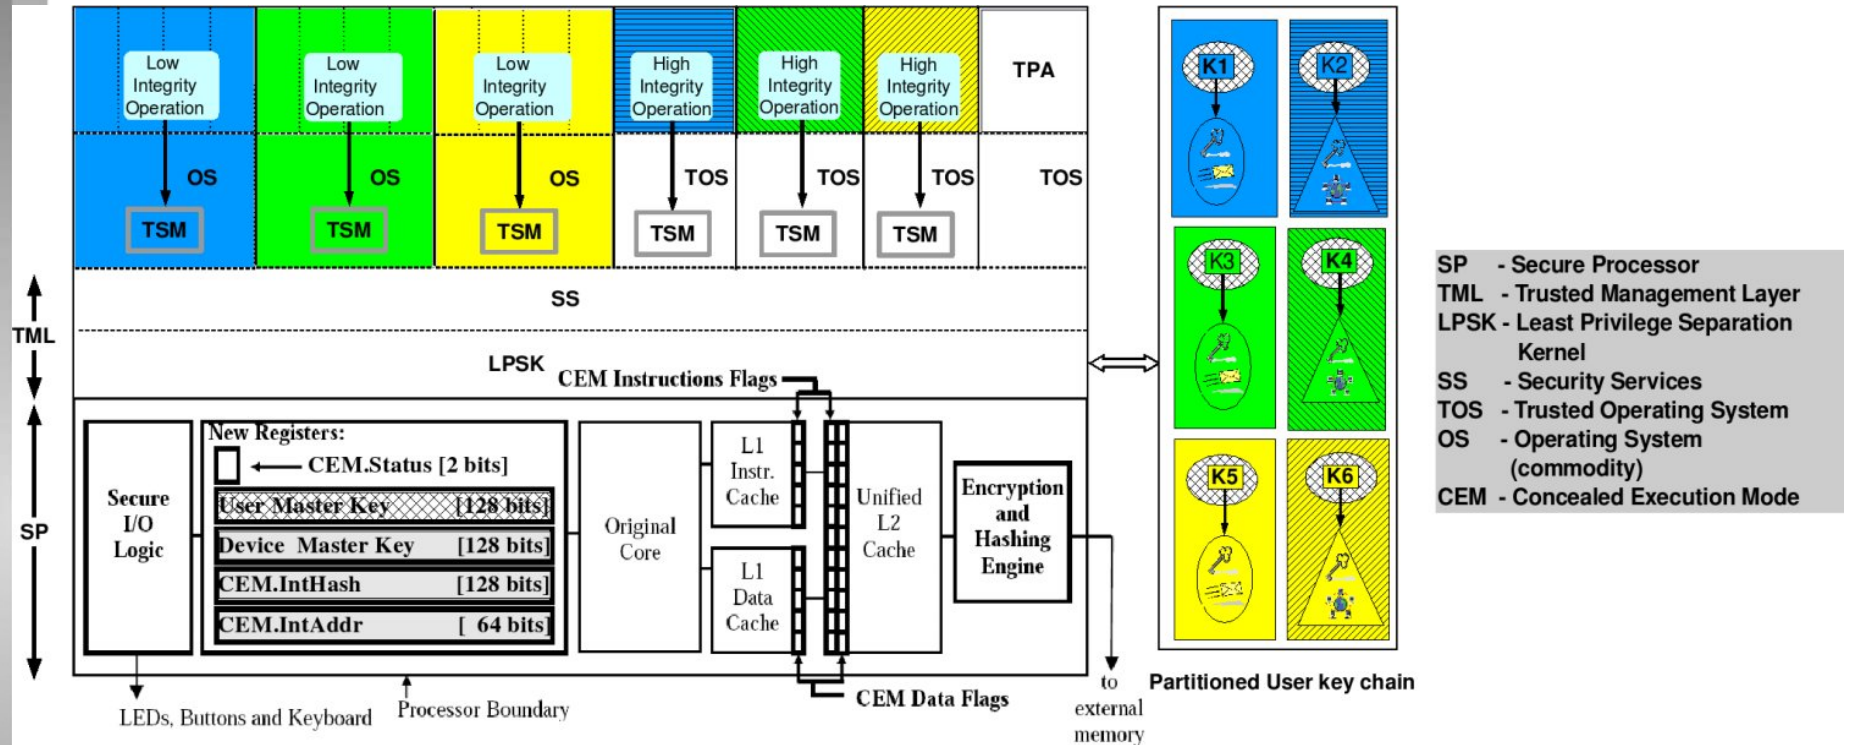 Low
Integrity
Operation
Low
Integrity
Operation
Low
Integrity
Operation
High
Integrity
Operation
High
Integrity
Operation
High
Integrity
Operation
TPA
OS
OS
OS
TOS
TOS
TOS
TOS
TSM
TSM
TSM
TSM
TSM
TSM
SS
TML
LPSK
CEM Instructions Flags
SP
Secure
I/O
Logic
New Registers:
CEM.Status [2 bits]
User Master Key [128 bits]
Device Master Key [128 bits]
CEM.IntHash [128 bits]
CEM.IntAddr [ 64 bits]
Original
Core
L1
Instr.
Cache
L1
Data
Cache
Unified
L2
Cache
Encryption
and
Hashing
Engine
LEDs, Buttons and Keyboard
Processor Boundary
CEM Data Flags
to
external
memory
K1
K2
K3
K4
K5
K6
Partitioned User key chain
SP - Secure Processor
TML - Trusted Management Layer
LPSK - Least Privilege Separation
Kernel
SS - Security Services
TOS - Trusted Operating System
OS - Operating System
(commodity)
CEM - Concealed Execution Mode